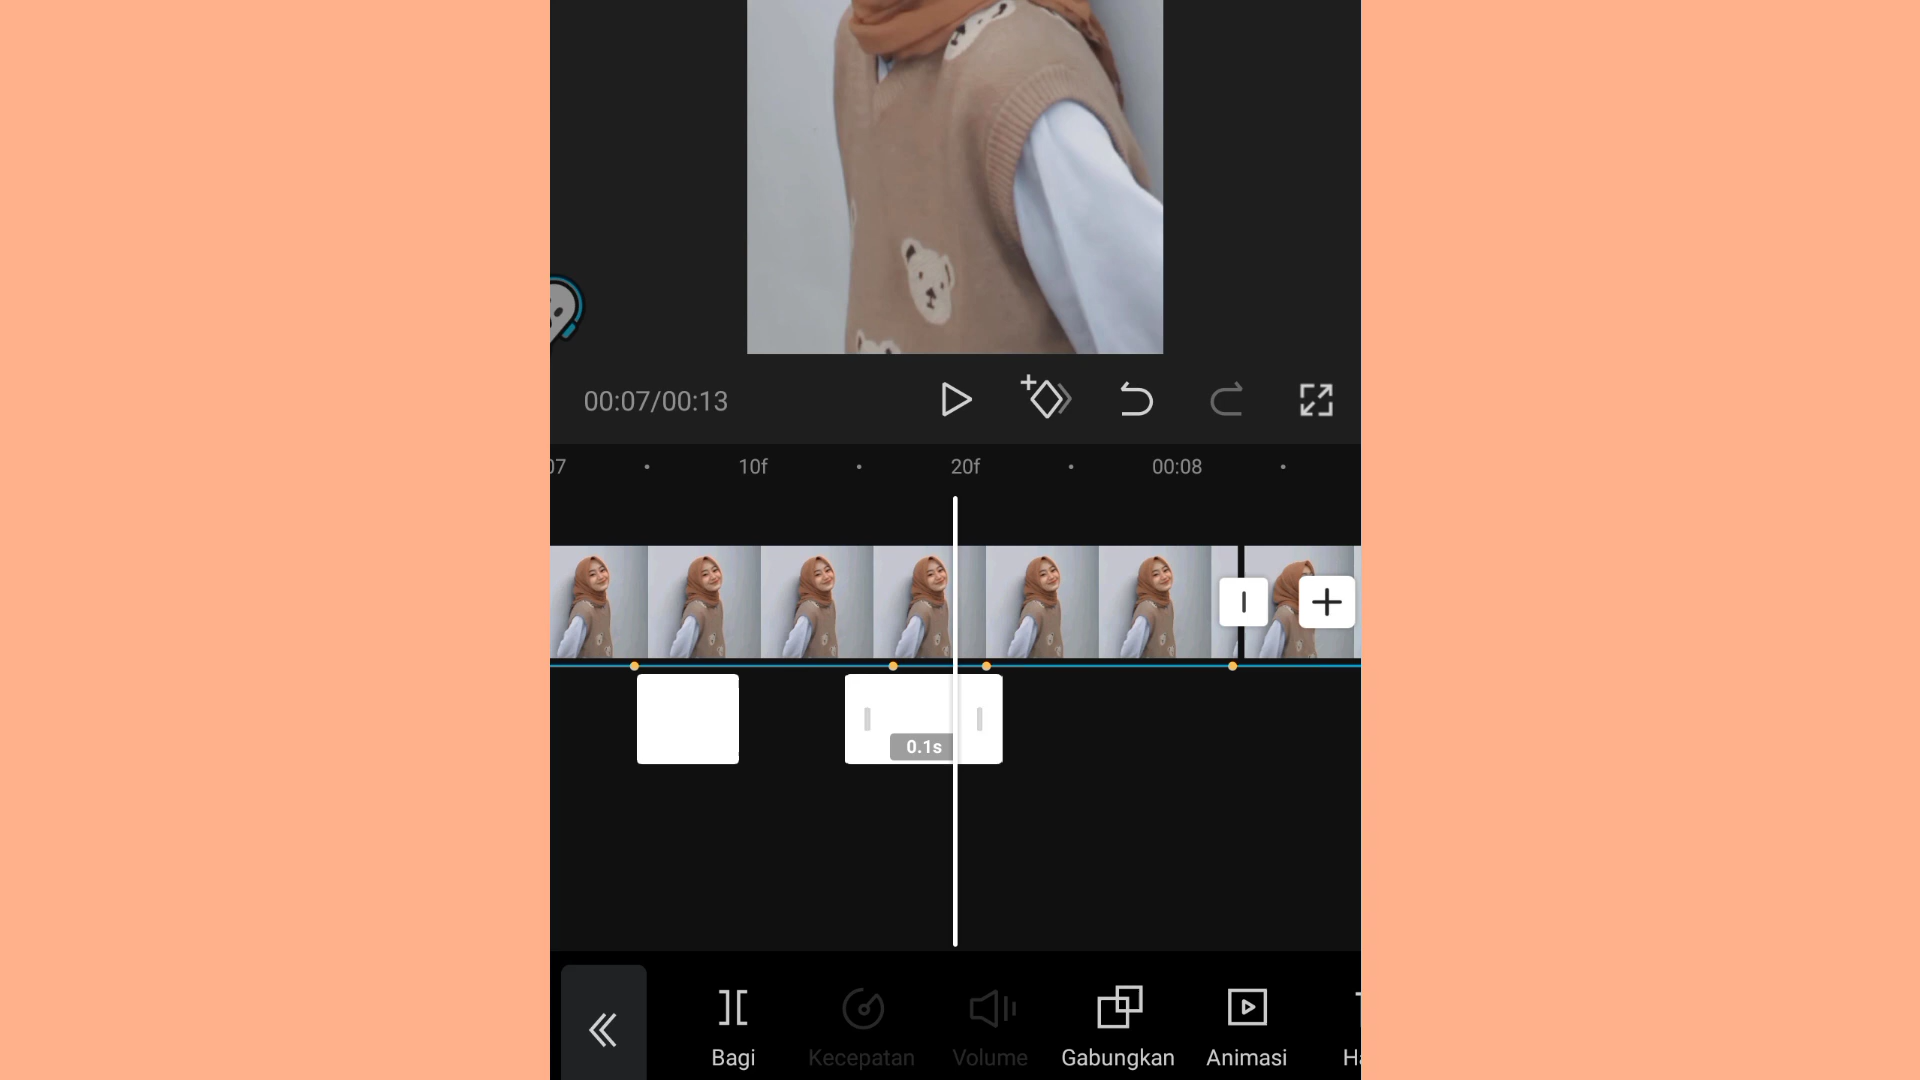 00:07/00:13
07 10f 20f 00:08
0.1s
Bagi Kecepatan Volume Gabungkan Animasi